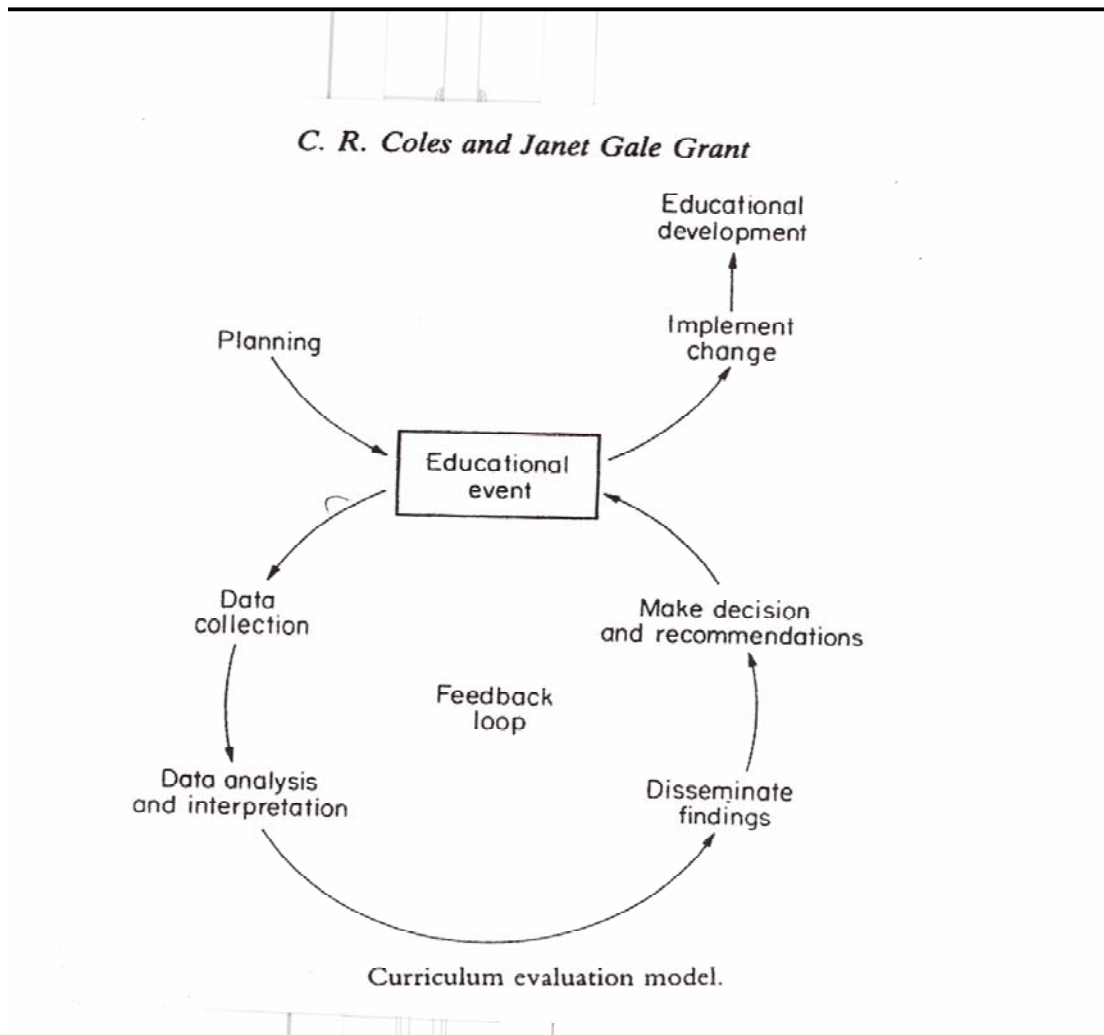 C. R. Coles and Janet Gale Grant
Educational
development
Implement
change
Planning
Educational
event
Data
collection
Make decision
and recommendations
Feedback
loop
Data analysis
and interpretation
Disseminate
findings
Curriculum evaluation model.